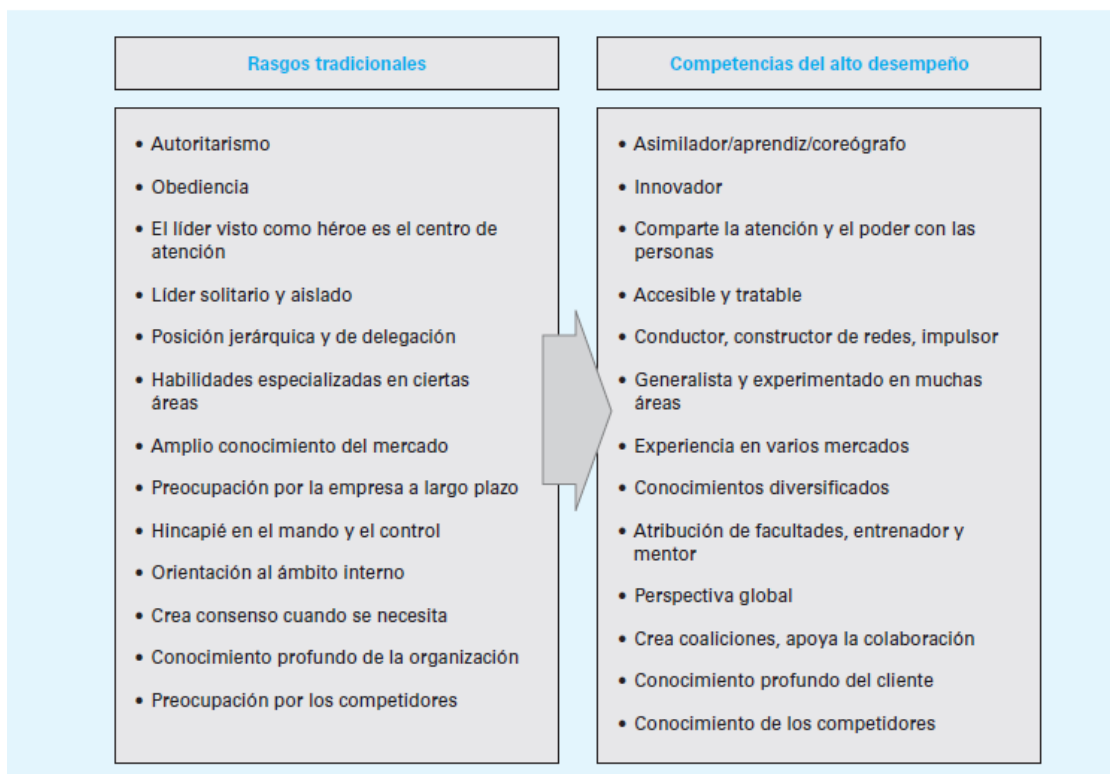 Rasgos tradicionales
• Autoritarismo
• Obediencia
• El líder visto como héroe es el centro de
atención
• Líder solitario y aislado
• Posición jerárquica y de delegación
• Habilidades especializadas en ciertas
áreas
• Amplio conocimiento del mercado
• Preocupación por la empresa a largo plazo
• Hincapié en el mando y el control
• Orientación al ámbito interno
• Crea consenso cuando se necesita
• Conocimiento profundo de la organización
• Preocupación por los competidores
Competencias del alto desempeño
• Asimilador/aprendiz/coreógrafo
• Innovador
• Comparte la atención y el poder con las
personas
• Accesible y tratable
• Conductor, constructor de redes, impulsor
• Generalista y experimentado en muchas
áreas
• Experiencia en varios mercados
• Conocimientos diversificados
• Atribución de facultades, entrenador y
mentor
• Perspectiva global
• Crea coaliciones, apoya la colaboración
• Conocimiento profundo del cliente
• Conocimiento de los competidores